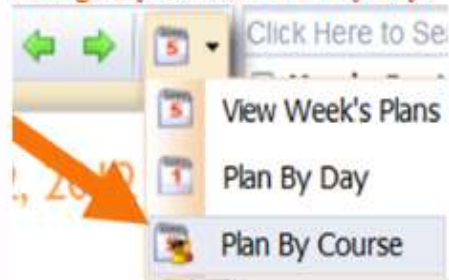 Click Here to Se
View Week's Plans
Plan By Day
Plan By Course